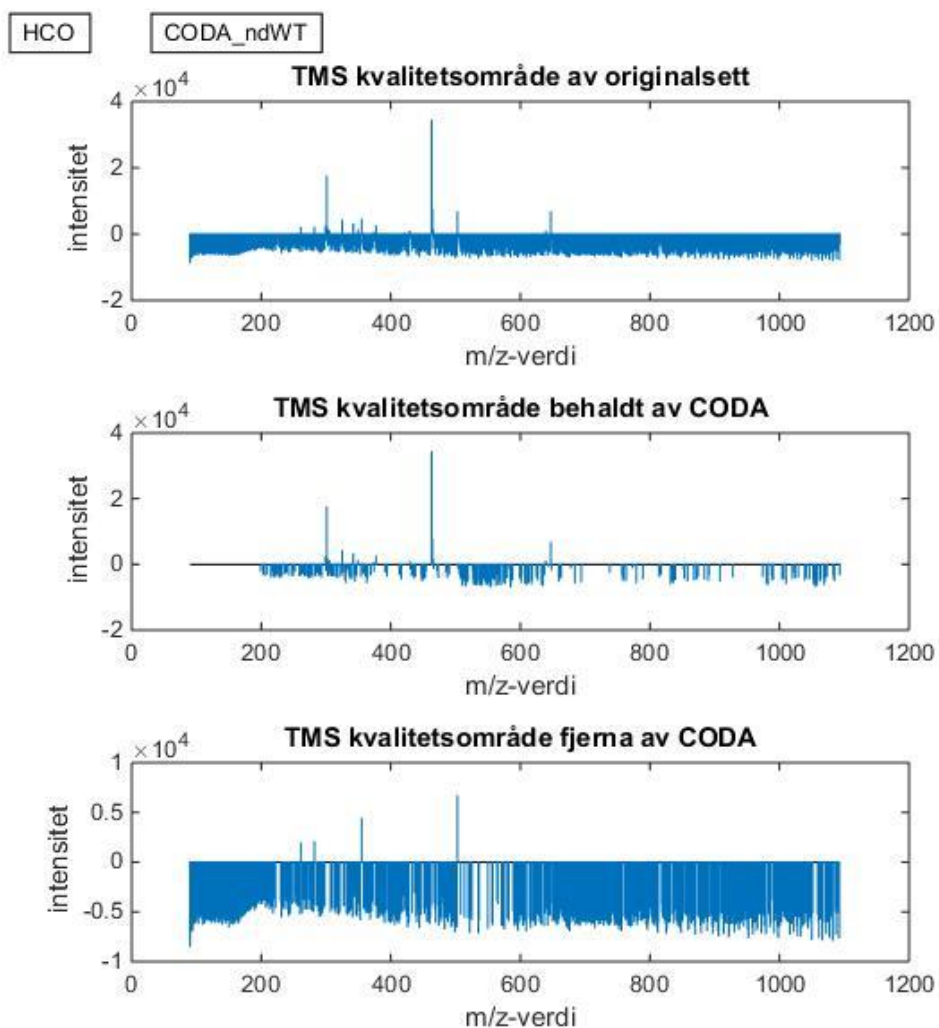 HCO CODA_ndWT
TMS kvalitetsområde av originalsett
×10^4
4
2
0
-2
intensitet
0 200 400 600 800 1000 1200
m/z-verdi
TMS kvalitetsområde behaldt av CODA
×10^4
4
2
0
-2
intensitet
0 200 400 600 800 1000 1200
m/z-verdi
TMS kvalitetsområde fjerna av CODA
×10^4
1
0.5
0
-0.5
-1
intensitet
0 200 400 600 800 1000 1200
m/z-verdi